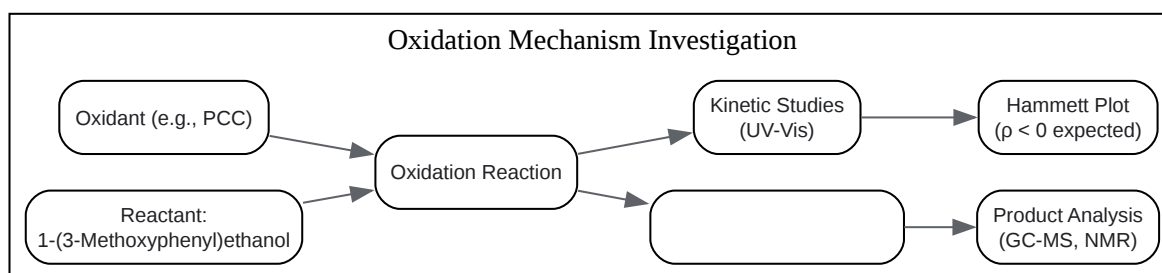 Oxidation Mechanism Investigation
Oxidant (e.g., PCC)
Reactant:
1-(3-Methoxyphenyl)ethanol
Oxidation Reaction
Kinetic Studies
(UV-Vis)
Hammett Plot
(ρ < 0 expected)
Product Analysis
(GC-MS, NMR)